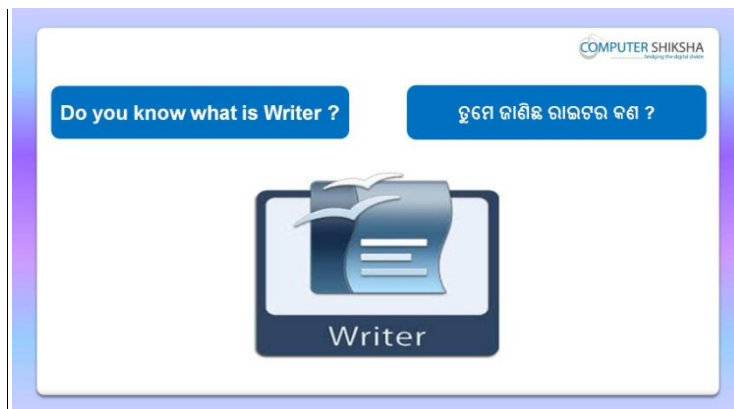 COMPUTER SHIKSHA
bridging the digital divide
Do you know what is Writer ?
ତୁମେ ଜାଣିଛ ରାଇଟର କଣ ?
Writer